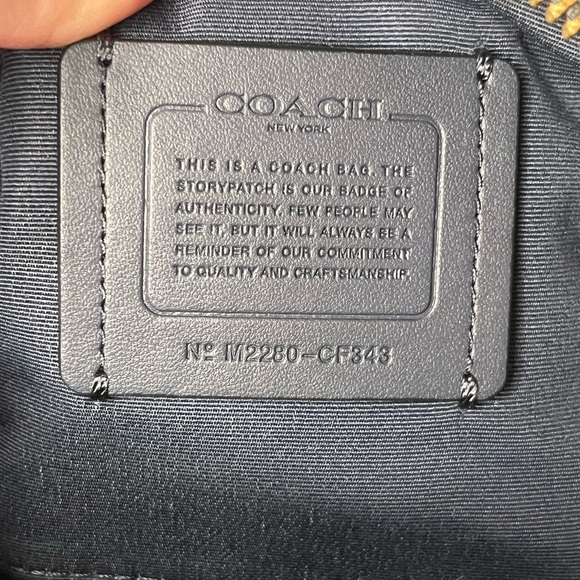 COACH
NEW YORK
THIS IS A COACH BAG. THE
STORYPATCH IS OUR BADGE OF
AUTHENTICITY. FEW PEOPLE MAY
SEE IT, BUT IT WILL ALWAYS BE A
REMINDER OF OUR COMMITMENT
TO QUALITY AND CRAFTSMANSHIP.
Nº M2280-CF343